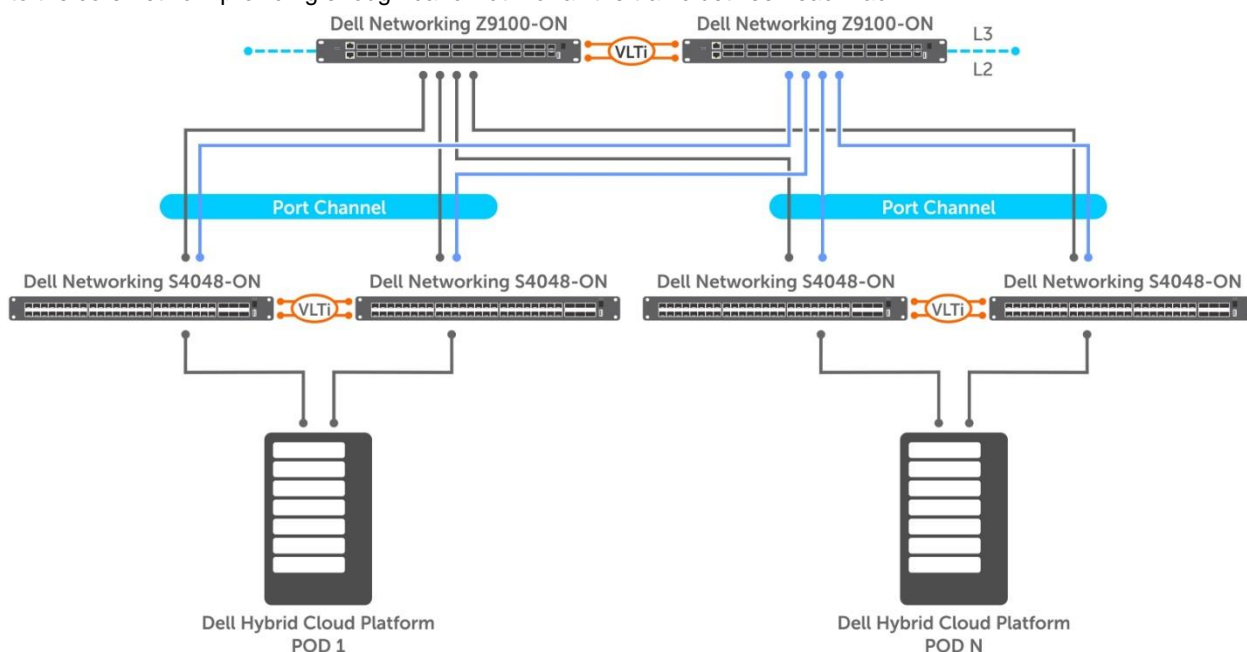 Dell Networking Z9100-ON
Dell Networking Z9100-ON
VLTi
L3
L2
Port Channel
Port Channel
Dell Networking S4048-ON
Dell Networking S4048-ON
Dell Networking S4048-ON
Dell Networking S4048-ON
VLTi
VLTi
Dell Hybrid Cloud Platform
POD 1
Dell Hybrid Cloud Platform
POD N